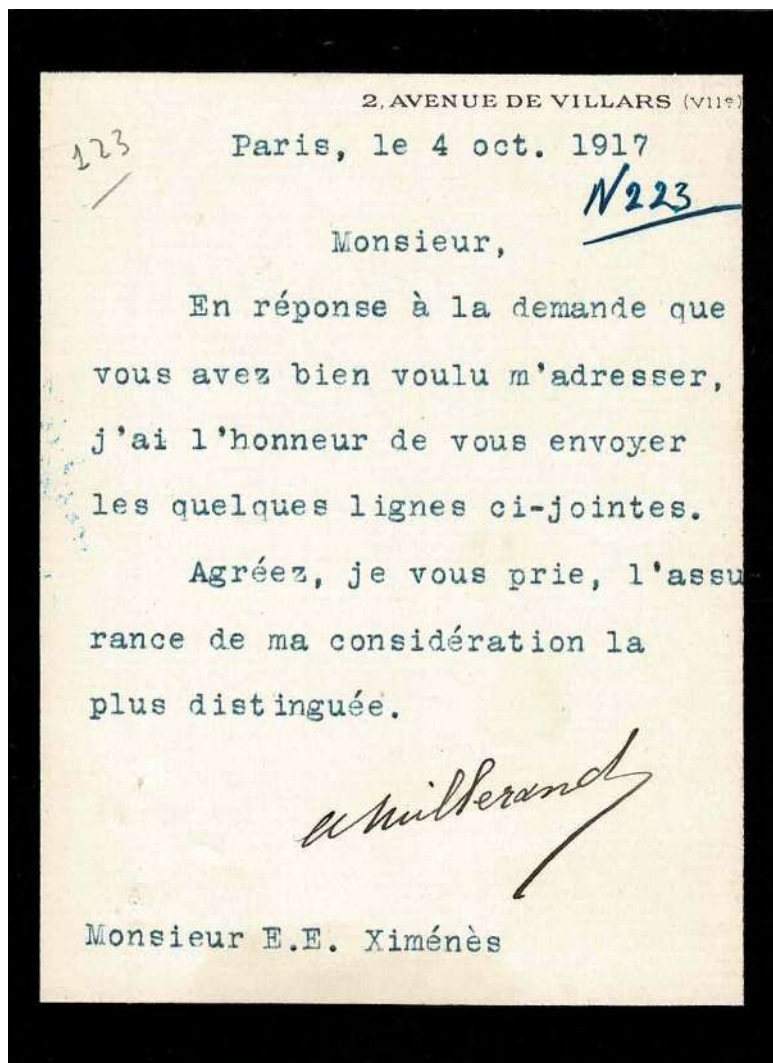 2, AVENUE DE VILLARS (VIIe)
123
Paris, le 4 oct. 1917
N 223
Monsieur,
En réponse à la demande que
vous avez bien voulu m'adresser,
j'ai l'honneur de vous envoyer
les quelques lignes ci-jointes.
Agréez, je vous prie, l'assu
rance de ma considération la
plus distinguée.
A Millerand
Monsieur E.E. Ximénès